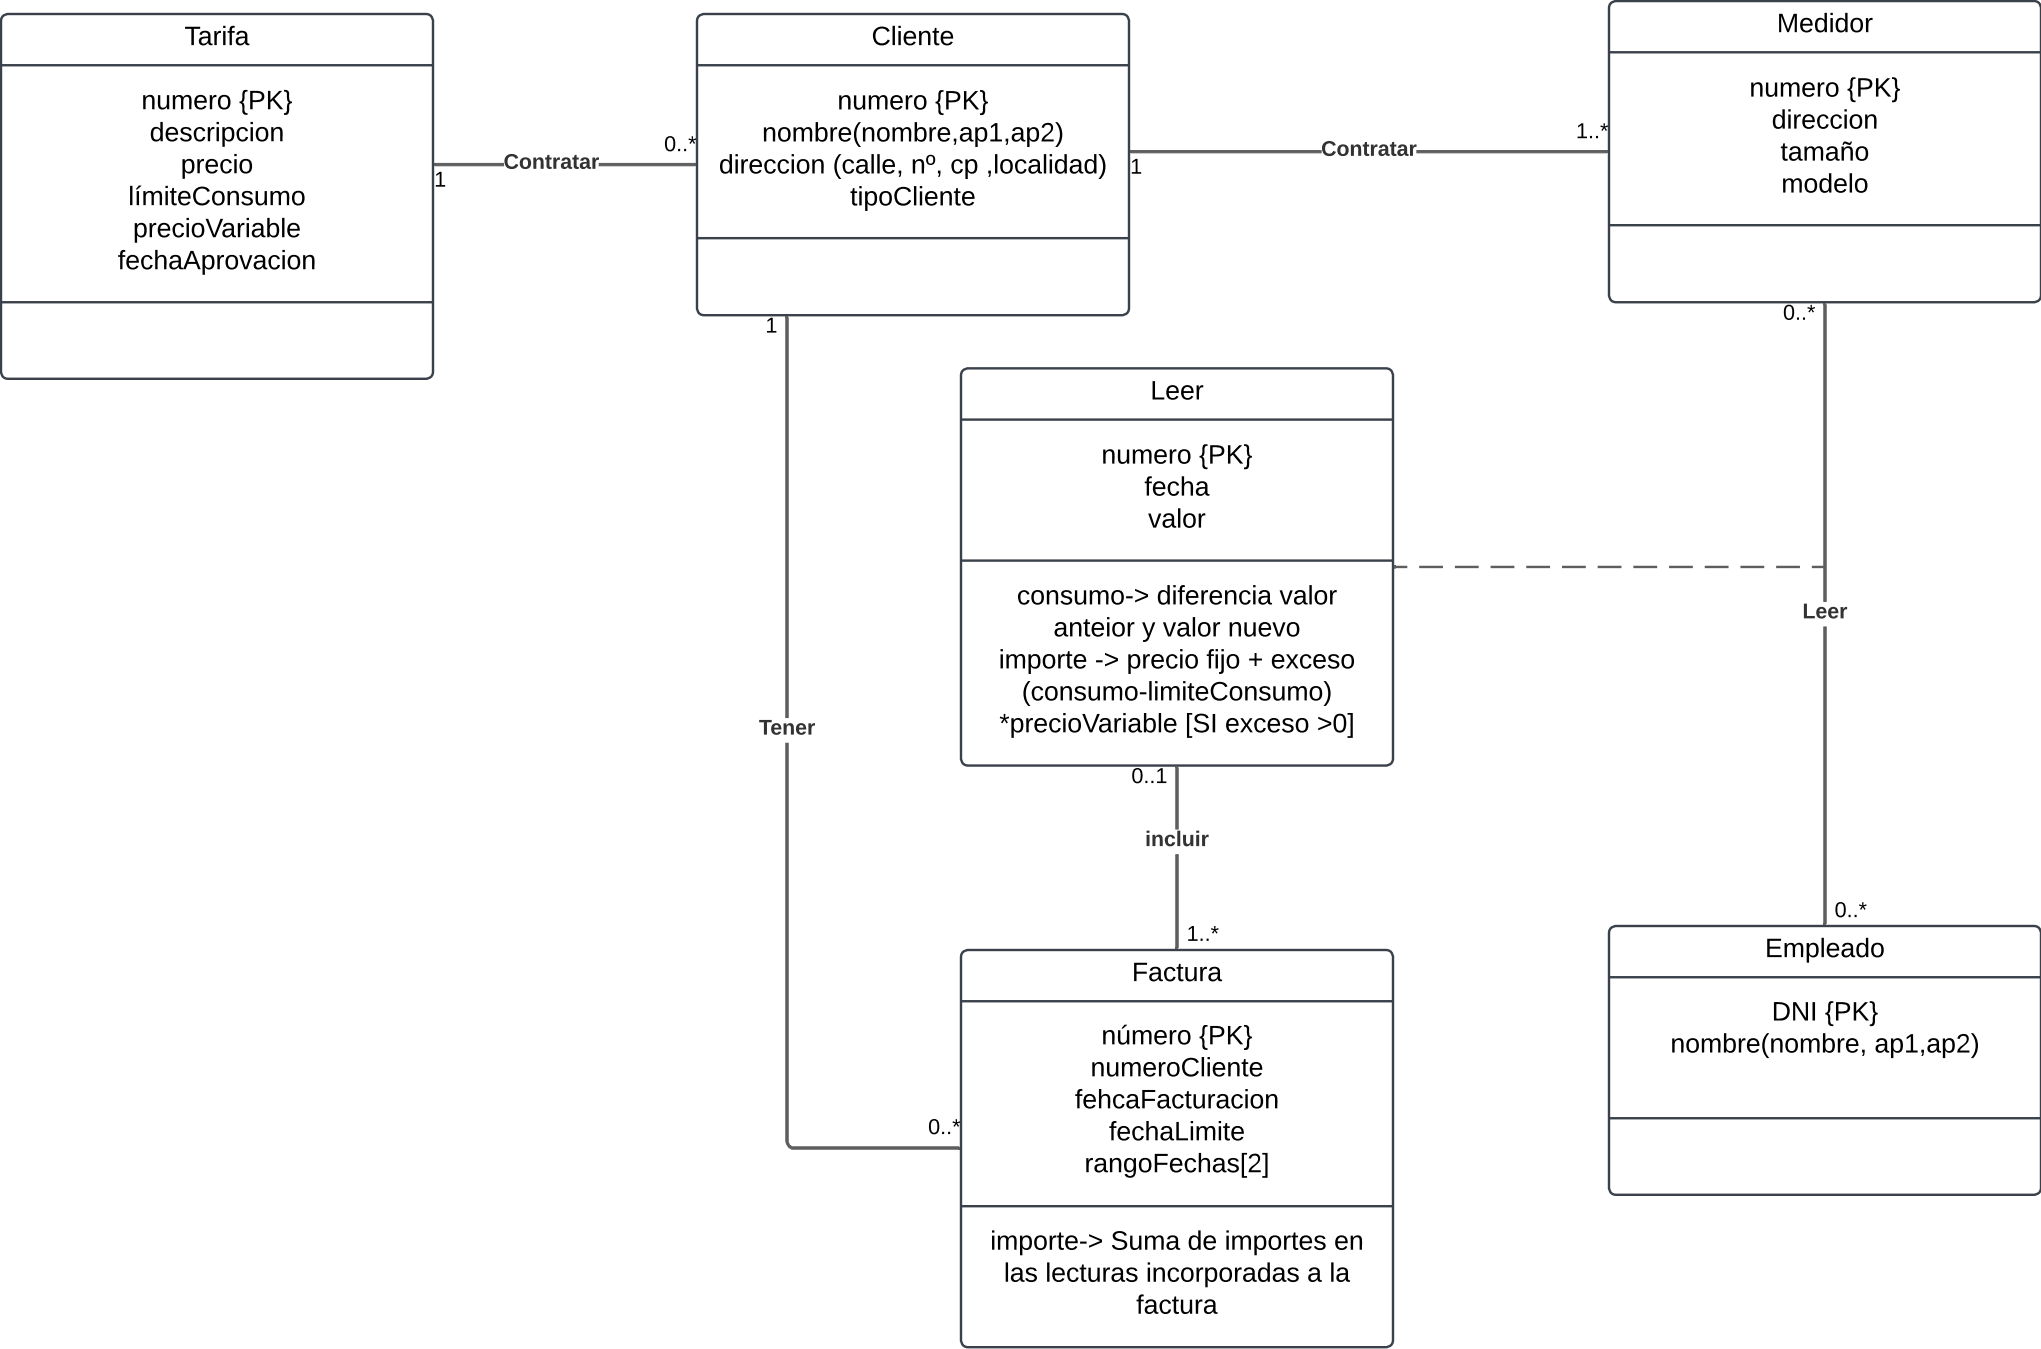 Tarifa
numero {PK}
descripcion
precio
límiteConsumo
precioVariable
fechaAprovacion
1
Contratar
0..*
Cliente
numero {PK}
nombre(nombre,ap1,ap2)
direccion (calle, nº, cp ,localidad)
tipoCliente
1
Contratar
1..*
Medidor
numero {PK}
direccion
tamaño
modelo
0..*
1
Leer
numero {PK}
fecha
valor
consumo-> diferencia valor
anteior y valor nuevo
importe -> precio fijo + exceso
(consumo-limiteConsumo)
*precioVariable [SI exceso >0]
Leer
Tener
0..1
incluir
1..*
0..*
Factura
número {PK}
numeroCliente
fehcaFacturacion
fechaLimite
rangoFechas[2]
importe-> Suma de importes en
las lecturas incorporadas a la
factura
0..*
Empleado
DNI {PK}
nombre(nombre, ap1,ap2)